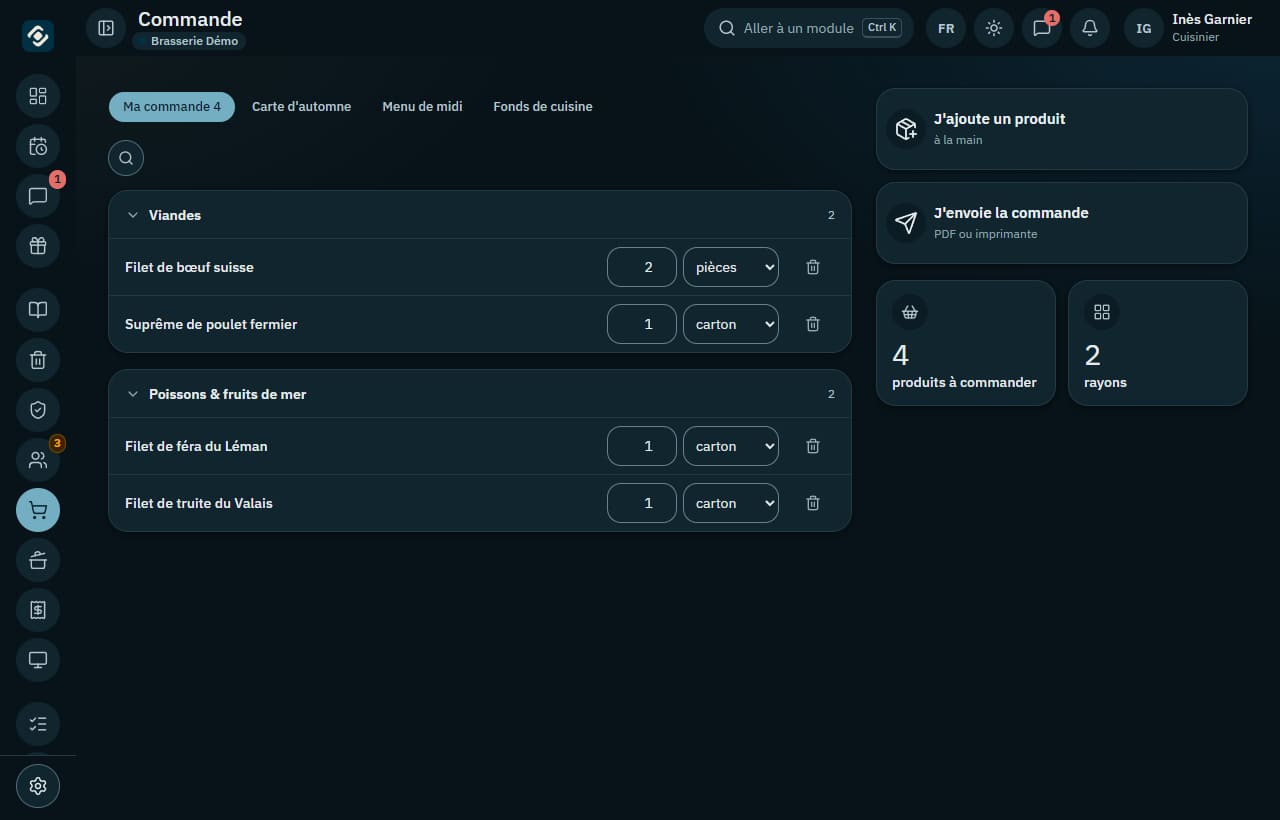 Commande
Brasserie Démo
Aller à un module
Ctrl K
FR
1
IG
Inès Garnier
Cuisinier
1
3
Ma commande 4
Carte d'automne
Menu de midi
Fonds de cuisine
Viandes
2
Filet de bœuf suisse
2
pièces
Suprême de poulet fermier
1
carton
Poissons & fruits de mer
2
Filet de féra du Léman
1
carton
Filet de truite du Valais
1
carton
J'ajoute un produit
à la main
J'envoie la commande
PDF ou imprimante
4
produits à commander
2
rayons